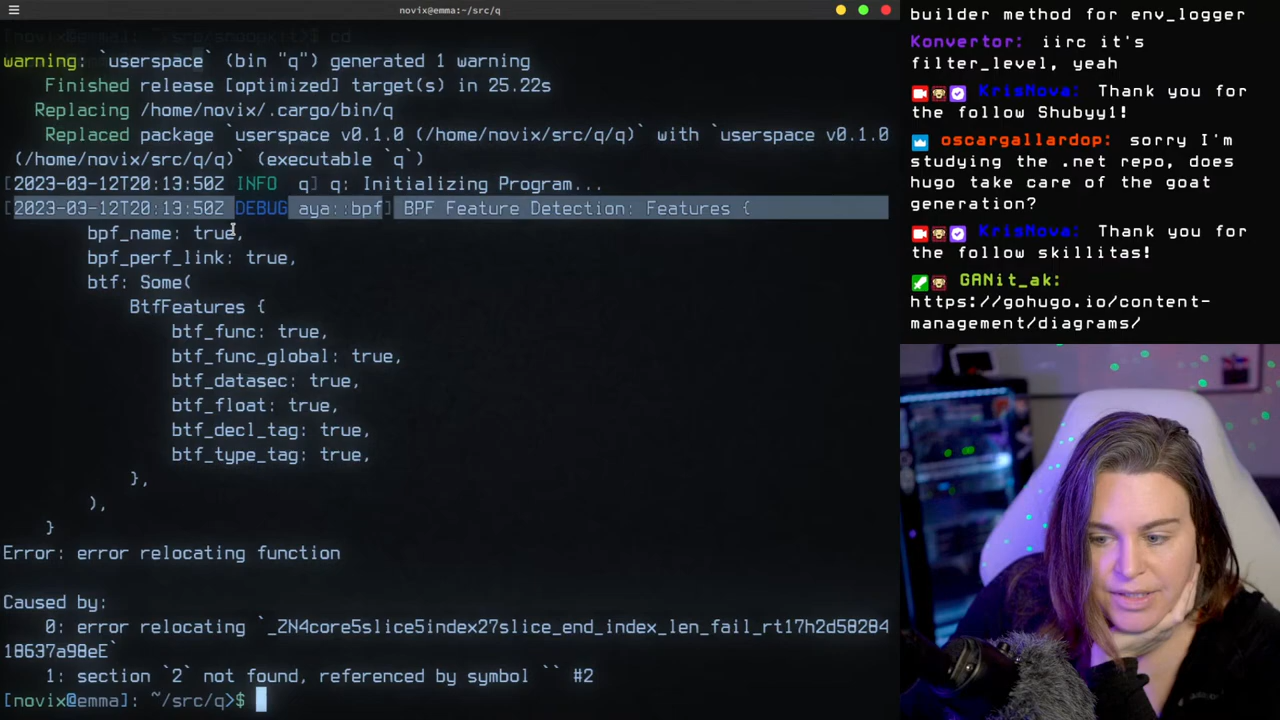 novix@emma:~/src/q
warning: `userspace` (bin "q") generated 1 warning
Finished release [optimized] target(s) in 25.22s
Replacing /home/novix/.cargo/bin/q
Replaced package `userspace v0.1.0 (/home/novix/src/q/q)` with `userspace v0.1.0
(/home/novix/src/q/q)` (executable `q`)
[2023-03-12T20:13:50Z INFO  q] q: Initializing Program...
[2023-03-12T20:13:50Z DEBUG aya::bpf] BPF Feature Detection: Features {
bpf_name: true,
bpf_perf_link: true,
btf: Some(
BtfFeatures {
btf_func: true,
btf_func_global: true,
btf_datasec: true,
btf_float: true,
btf_decl_tag: true,
btf_type_tag: true,
},
),
}
Error: error relocating function
Caused by:
0: error relocating `_ZN4core5slice5index27slice_end_index_len_fail_rt17h2d58284
18637a98eE`
1: section `2` not found, referenced by symbol `` #2
[novix@emma]: ~/src/q>$
builder method for env_logger
Konvertor: iirc it's
filter_level, yeah
KrisNova: Thank you for
the follow Shubyy1!
oscargallardop: sorry I'm
studying the .net repo, does
hugo take care of the goat
generation?
KrisNova: Thank you for
the follow skillitas!
GANit_ak:
https://gohugo.io/content-
management/diagrams/